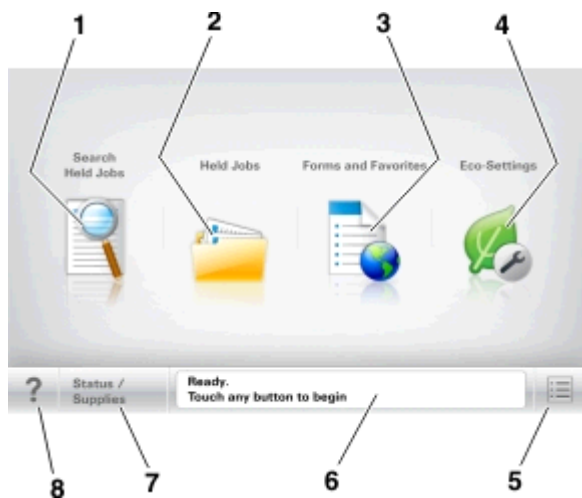 1
2
3
4
Search
Held Jobs
Held Jobs
Forms and Favorites
Eco-Settings
?
Status /
Supplies
Ready.
Touch any button to begin
8
7
6
5